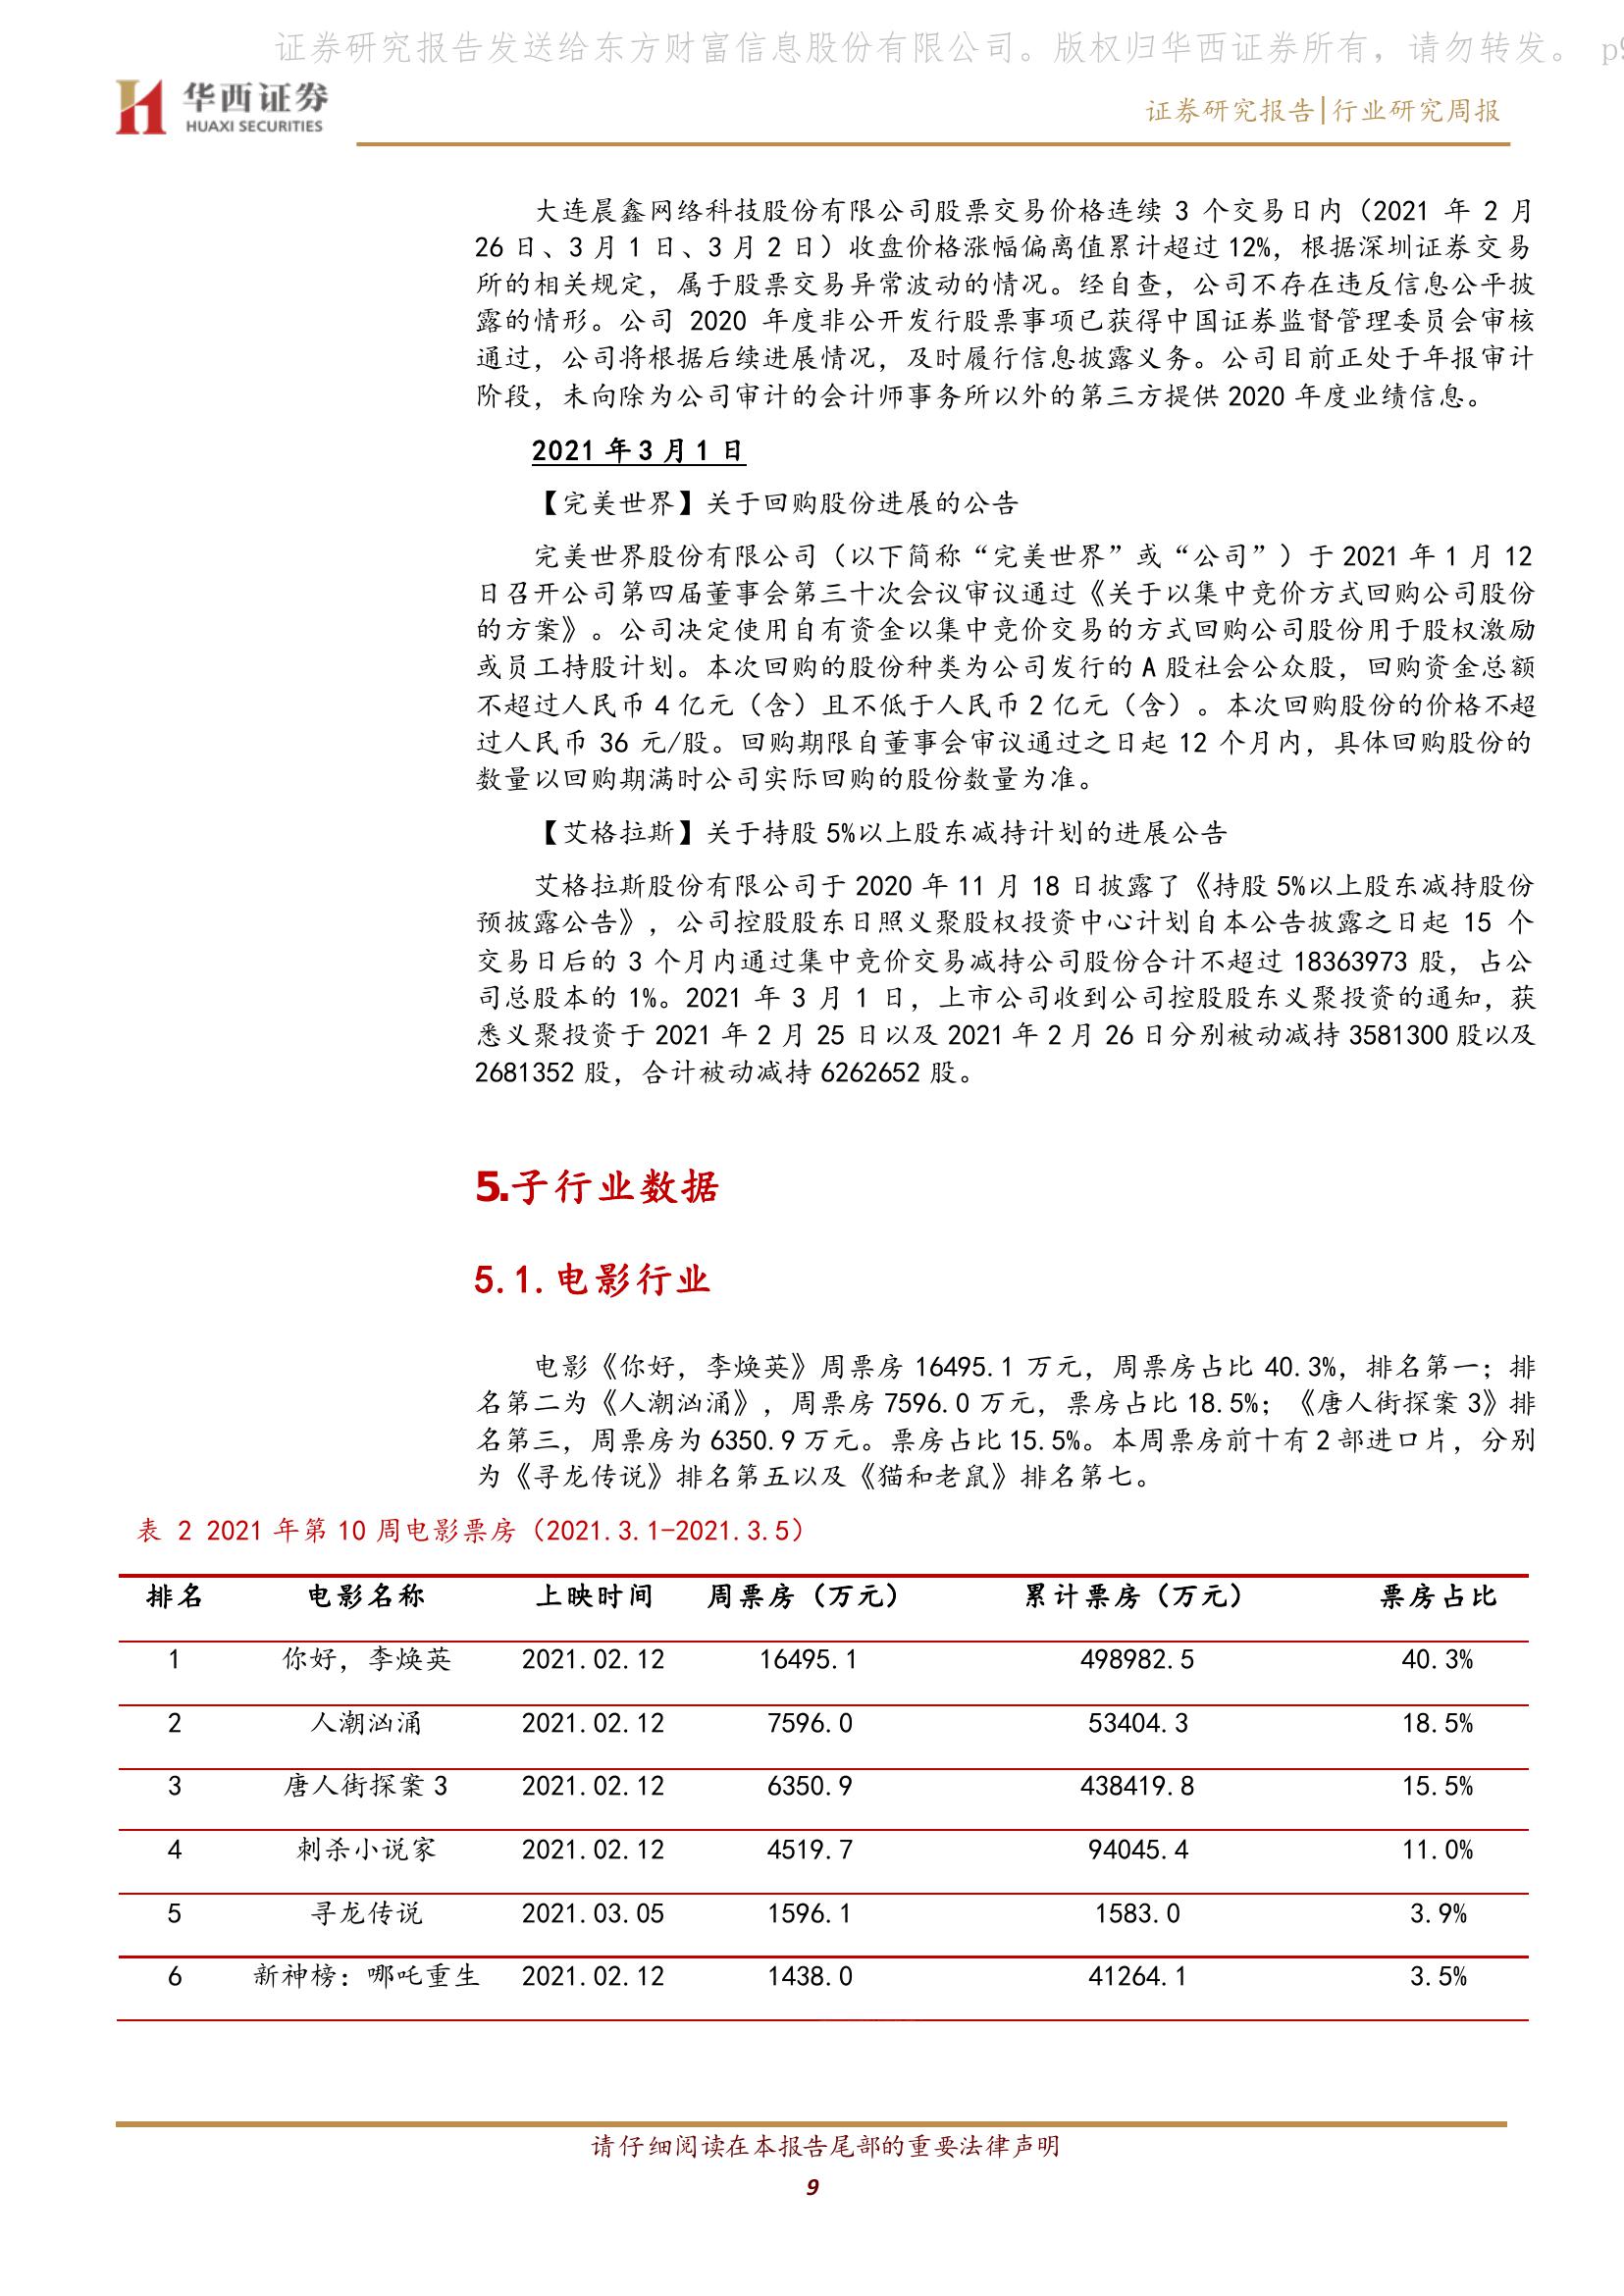 证券研究报告发送给东方财富信息股份有限公司。版权归华西证券所有，请勿转发。 p9
华西证券
HUAXI SECURITIES
证券研究报告|行业研究周报
大连晨鑫网络科技股份有限公司股票交易价格连续 3 个交易日内（2021 年 2 月
26 日、3 月 1 日、3 月 2 日）收盘价格涨幅偏离值累计超过 12%，根据深圳证券交易
所的相关规定，属于股票交易异常波动的情况。经自查，公司不存在违反信息公平披
露的情形。公司 2020 年度非公开发行股票事项已获得中国证券监督管理委员会审核
通过，公司将根据后续进展情况，及时履行信息披露义务。公司目前正处于年报审计
阶段，未向除为公司审计的会计师事务所以外的第三方提供 2020 年度业绩信息。
2021 年 3 月 1 日
【完美世界】关于回购股份进展的公告
完美世界股份有限公司（以下简称“完美世界”或“公司”）于 2021 年 1 月 12
日召开公司第四届董事会第三十次会议审议通过《关于以集中竞价方式回购公司股份
的方案》。公司决定使用自有资金以集中竞价交易的方式回购公司股份用于股权激励
或员工持股计划。本次回购的股份种类为公司发行的 A 股社会公众股，回购资金总额
不超过人民币 4 亿元（含）且不低于人民币 2 亿元（含）。本次回购股份的价格不超
过人民币 36 元/股。回购期限自董事会审议通过之日起 12 个月内，具体回购股份的
数量以回购期满时公司实际回购的股份数量为准。
【艾格拉斯】关于持股 5%以上股东减持计划的进展公告
艾格拉斯股份有限公司于 2020 年 11 月 18 日披露了《持股 5%以上股东减持股份
预披露公告》，公司控股股东日照义聚股权投资中心计划自本公告披露之日起 15 个
交易日后的 3 个月内通过集中竞价交易减持公司股份合计不超过 18363973 股，占公
司总股本的 1%。2021 年 3 月 1 日，上市公司收到公司控股股东义聚投资的通知，获
悉义聚投资于 2021 年 2 月 25 日以及 2021 年 2 月 26 日分别被动减持 3581300 股以及
2681352 股，合计被动减持 6262652 股。
5.子行业数据
5.1.电影行业
电影《你好，李焕英》周票房 16495.1 万元，周票房占比 40.3%，排名第一；排
名第二为《人潮汹涌》，周票房 7596.0 万元，票房占比 18.5%；《唐人街探案 3》排
名第三，周票房为 6350.9 万元。票房占比 15.5%。本周票房前十有 2 部进口片，分别
为《寻龙传说》排名第五以及《猫和老鼠》排名第七。
表 2 2021 年第 10 周电影票房（2021.3.1-2021.3.5）
排名 电影名称 上映时间 周票房（万元） 累计票房（万元） 票房占比
1 你好，李焕英 2021.02.12 16495.1 498982.5 40.3%
2 人潮汹涌 2021.02.12 7596.0 53404.3 18.5%
3 唐人街探案 3 2021.02.12 6350.9 438419.8 15.5%
4 刺杀小说家 2021.02.12 4519.7 94045.4 11.0%
5 寻龙传说 2021.03.05 1596.1 1583.0 3.9%
6 新神榜：哪吒重生 2021.02.12 1438.0 41264.1 3.5%
请仔细阅读在本报告尾部的重要法律声明
9